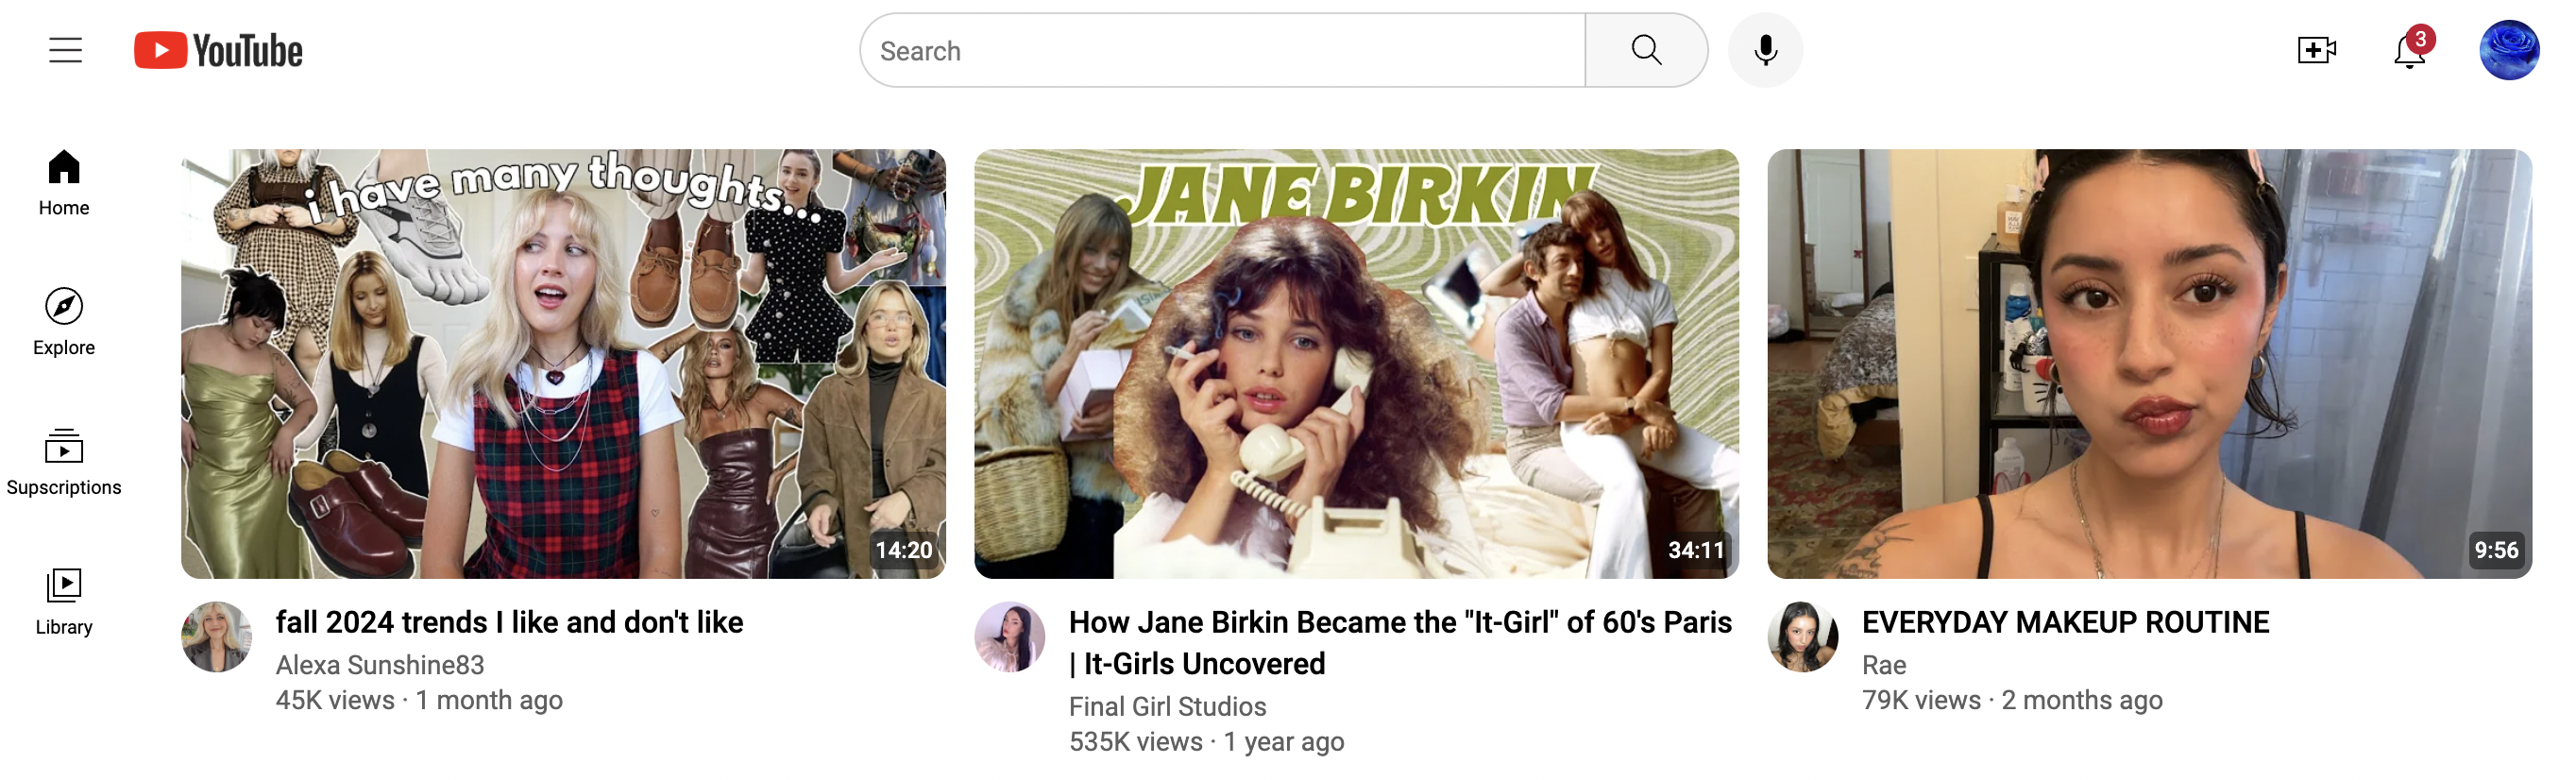 YouTube
Search
3
Home
Explore
Supscriptions
Library
i have many thoughts...
14:20
fall 2024 trends I like and don't like
Alexa Sunshine83
45K views · 1 month ago
JANE BIRKIN
34:11
How Jane Birkin Became the "It-Girl" of 60's Paris
| It-Girls Uncovered
Final Girl Studios
535K views · 1 year ago
9:56
EVERYDAY MAKEUP ROUTINE
Rae
79K views · 2 months ago